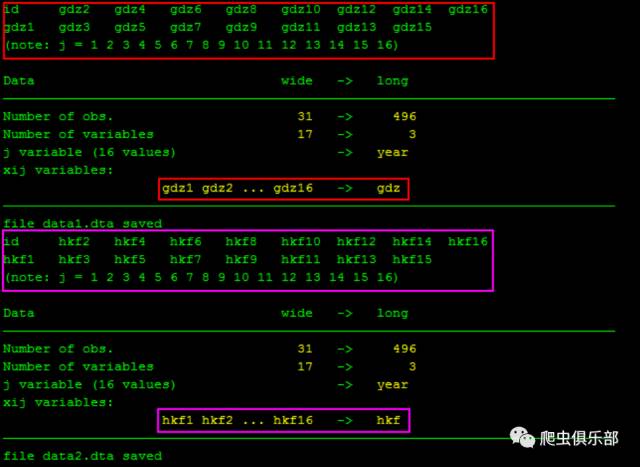 id gdz2 gdz4 gdz6 gdz8 gdz10 gdz12 gdz14 gdz16
gdz1 gdz3 gdz5 gdz7 gdz9 gdz11 gdz13 gdz15
(note: j = 1 2 3 4 5 6 7 8 9 10 11 12 13 14 15 16)
Data wide -> long
Number of obs. 31 -> 496
Number of variables 17 -> 3
j variable (16 values) -> year
xij variables:
gdz1 gdz2 ... gdz16 -> gdz
file data1.dta saved
id hkf2 hkf4 hkf6 hkf8 hkf10 hkf12 hkf14 hkf16
hkf1 hkf3 hkf5 hkf7 hkf9 hkf11 hkf13 hkf15
(note: j = 1 2 3 4 5 6 7 8 9 10 11 12 13 14 15 16)
Data wide -> long
Number of obs. 31 -> 496
Number of variables 17 -> 3
j variable (16 values) -> year
xij variables:
hkf1 hkf2 ... hkf16 -> hkf
file data2.dta saved
爬虫俱乐部